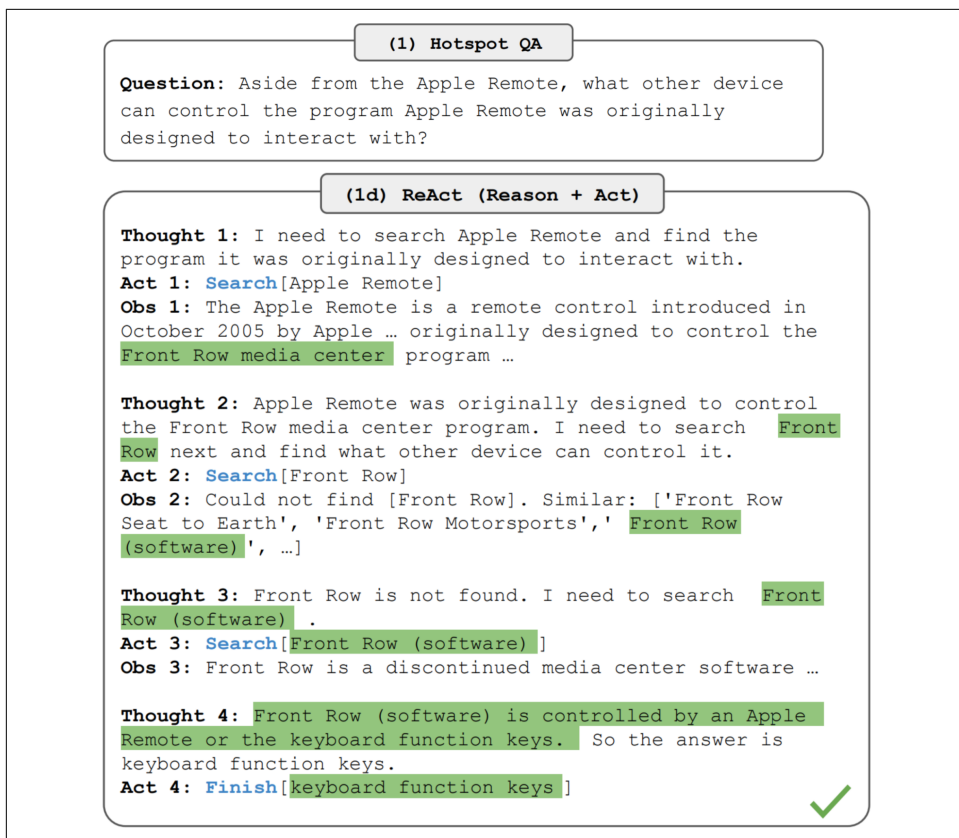 (1) Hotspot QA
Question: Aside from the Apple Remote, what other device
can control the program Apple Remote was originally
designed to interact with?
(1d) ReAct (Reason + Act)
Thought 1: I need to search Apple Remote and find the
program it was originally designed to interact with.
Act 1: Search[Apple Remote]
Obs 1: The Apple Remote is a remote control introduced in
October 2005 by Apple … originally designed to control the
Front Row media center program …
Thought 2: Apple Remote was originally designed to control
the Front Row media center program. I need to search Front
Row next and find what other device can control it.
Act 2: Search[Front Row]
Obs 2: Could not find [Front Row]. Similar: ['Front Row
Seat to Earth', 'Front Row Motorsports',' Front Row
(software)', …]
Thought 3: Front Row is not found. I need to search Front
Row (software) .
Act 3: Search[Front Row (software) ]
Obs 3: Front Row is a discontinued media center software …
Thought 4: Front Row (software) is controlled by an Apple
Remote or the keyboard function keys. So the answer is
keyboard function keys.
Act 4: Finish[keyboard function keys ]